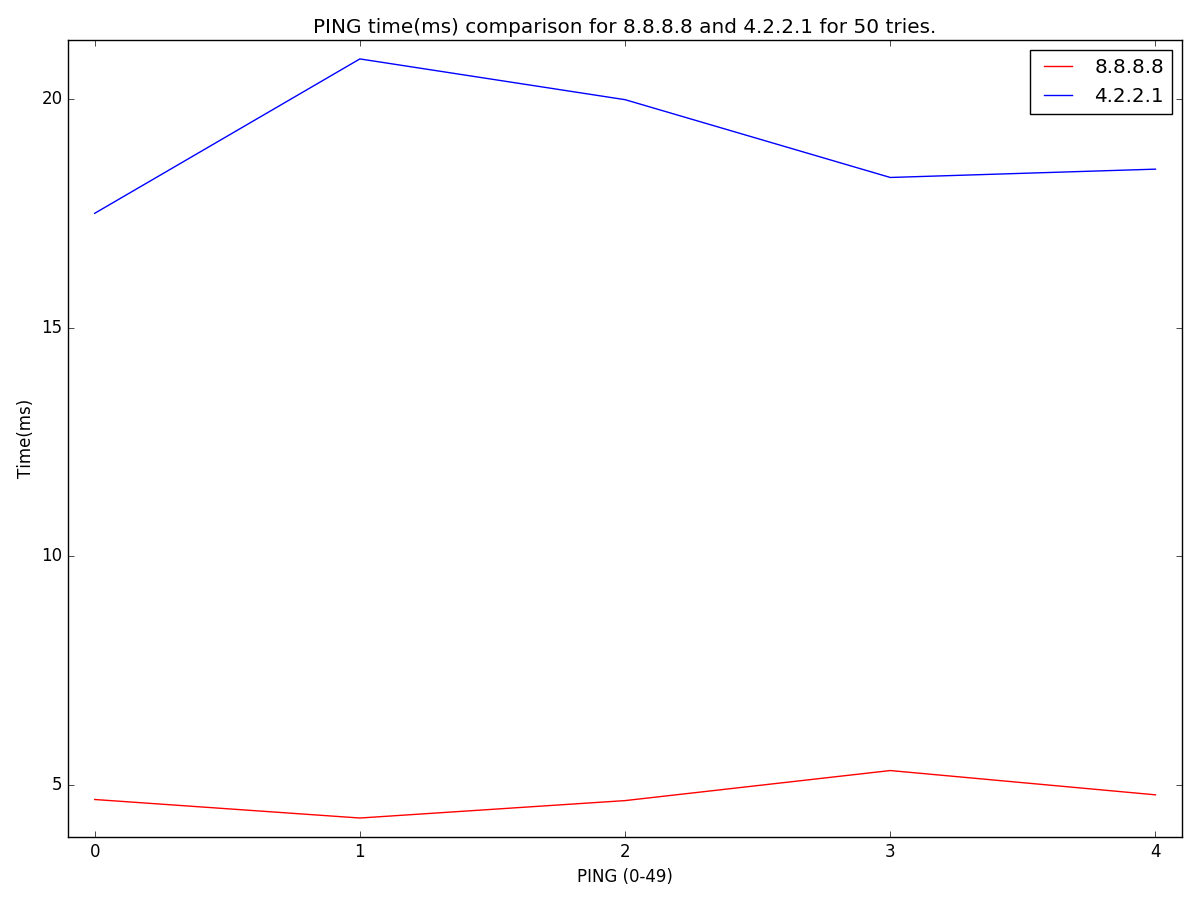 PING time(ms) comparison for 8.8.8.8 and 4.2.2.1 for 50 tries.
8.8.8.8
4.2.2.1
20
15
10
5
Time(ms)
0 1 2 3 4
PING (0-49)